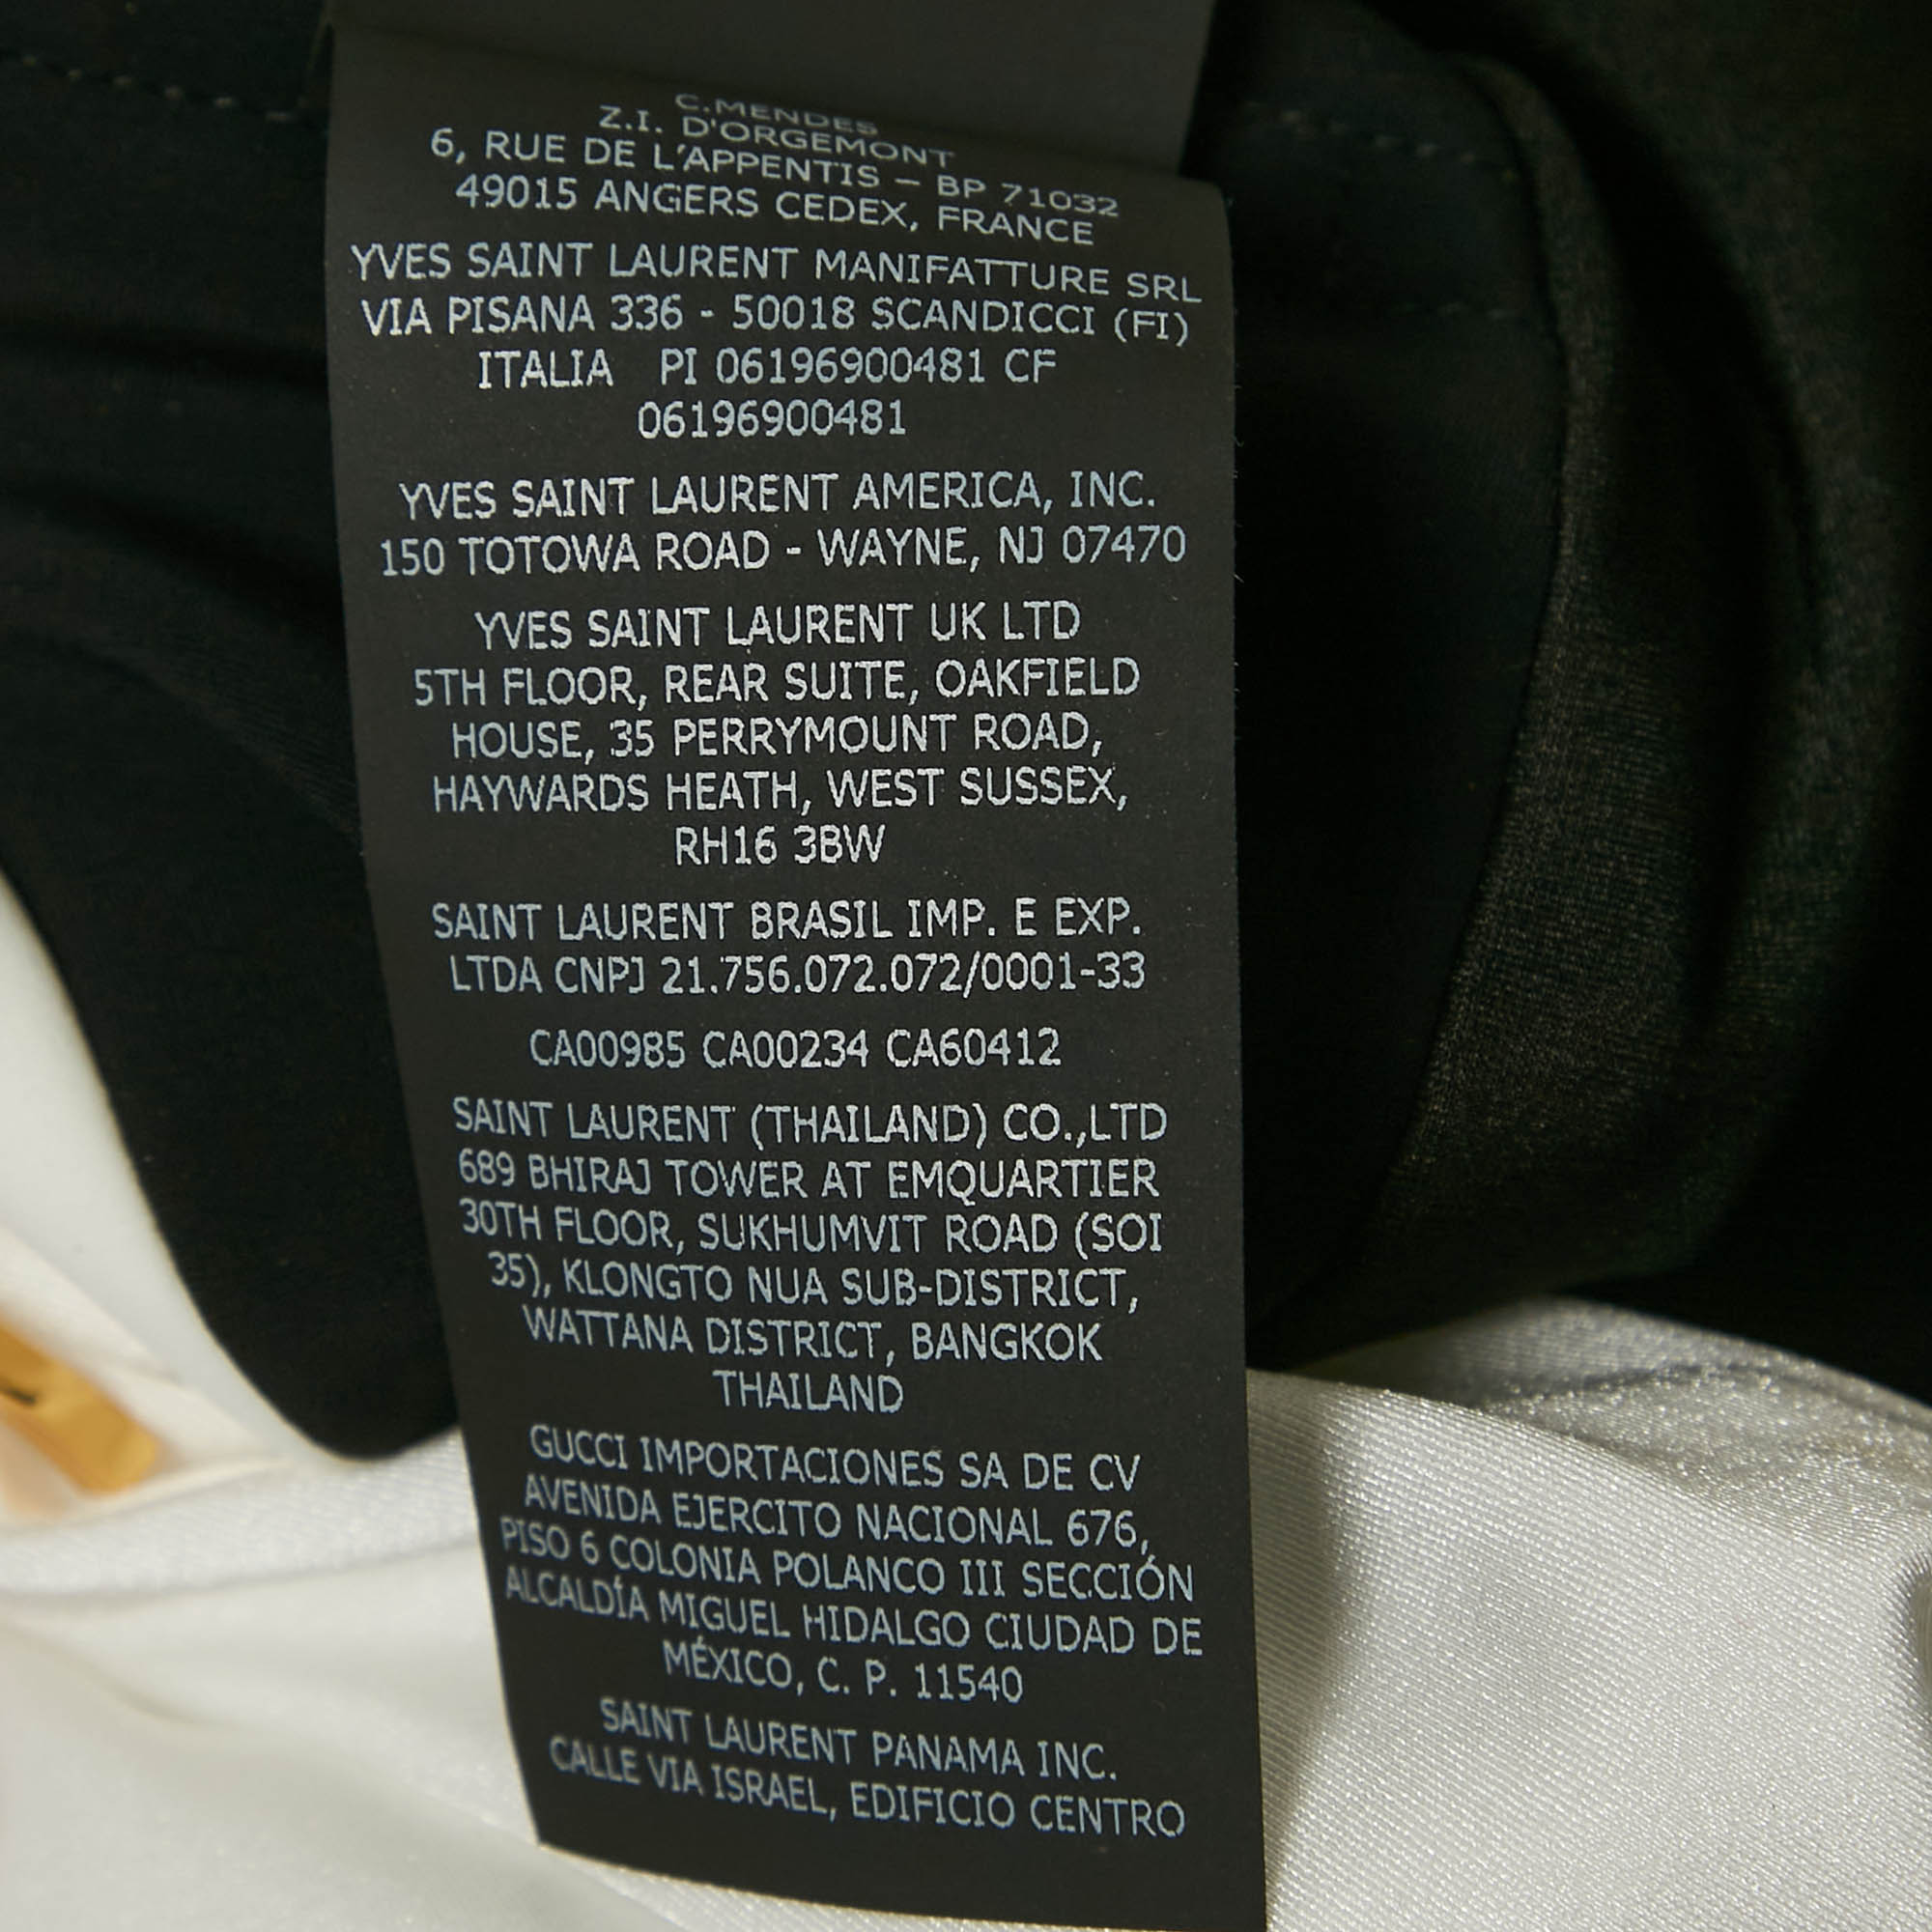 C.MENDES
Z.I. D'ORGEMONT
6, RUE DE L'APPENTIS – BP 71032
49015 ANGERS CEDEX, FRANCE
YVES SAINT LAURENT MANIFATTURE SRL
VIA PISANA 336 - 50018 SCANDICCI (FI)
ITALIA PI 06196900481 CF
06196900481
YVES SAINT LAURENT AMERICA, INC.
150 TOTOWA ROAD - WAYNE, NJ 07470
YVES SAINT LAURENT UK LTD
5TH FLOOR, REAR SUITE, OAKFIELD
HOUSE, 35 PERRYMOUNT ROAD,
HAYWARDS HEATH, WEST SUSSEX,
RH16 3BW
SAINT LAURENT BRASIL IMP. E EXP.
LTDA CNPJ 21.756.072.072/0001-33
CA00985 CA00234 CA60412
SAINT LAURENT (THAILAND) CO.,LTD
689 BHIRAJ TOWER AT EMQUARTIER
30TH FLOOR, SUKHUMVIT ROAD (SOI
35), KLONGTO NUA SUB-DISTRICT,
WATTANA DISTRICT, BANGKOK
THAILAND
GUCCI IMPORTACIONES SA DE CV
AVENIDA EJERCITO NACIONAL 676,
PISO 6 COLONIA POLANCO III SECCIÓN
ALCALDÍA MIGUEL HIDALGO CIUDAD DE
MÉXICO, C. P. 11540
SAINT LAURENT PANAMA INC.
CALLE VIA ISRAEL, EDIFICIO CENTRO